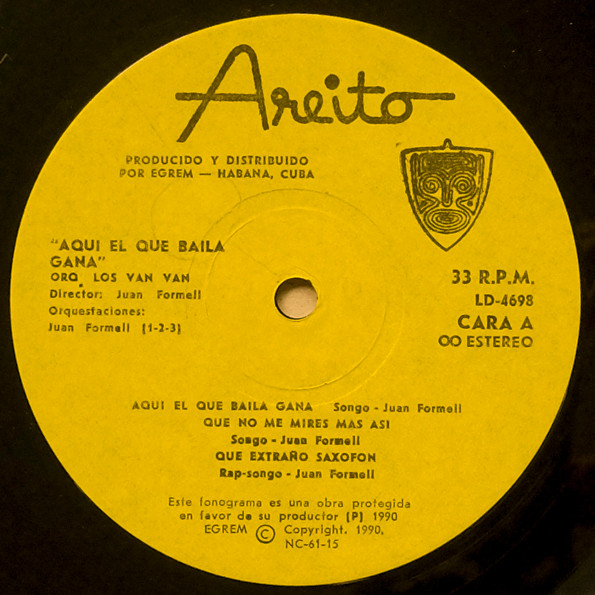 Areito
PRODUCIDO Y DISTRIBUIDO
POR EGREM — HABANA, CUBA
"AQUI EL QUE BAILA
GANA"
ORQ. LOS VAN VAN
Director: Juan Formell
Orquestaciones:
Juan Formell (1-2-3)
33 R.P.M.
LD-4698
CARA A
OO ESTEREO
AQUI EL QUE BAILA GANA Songo - Juan Formell
QUE NO ME MIRES MAS ASI
Songo - Juan Formell
QUE EXTRAÑO SAXOFON
Rap-songo - Juan Formell
Este fonograma es una obra protegida
en favor de su productor (P) 1990
EGREM © Copyright. 1990,
NC-61-15